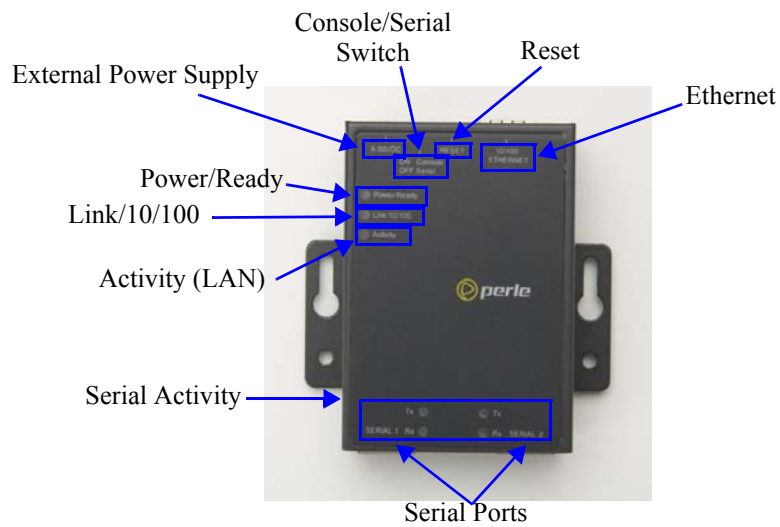 Console/Serial
Switch
Reset
External Power Supply
Ethernet
9-30VDC
RESET
10/100
ETHERNET
ON Console
OFF Serial
Power/Ready
Power/Ready
Link/10/100
Link/10/100
Activity
Activity (LAN)
perle
Serial Activity
Tx
Tx
SERIAL 1 Rx
Rx SERIAL 2
Serial Ports